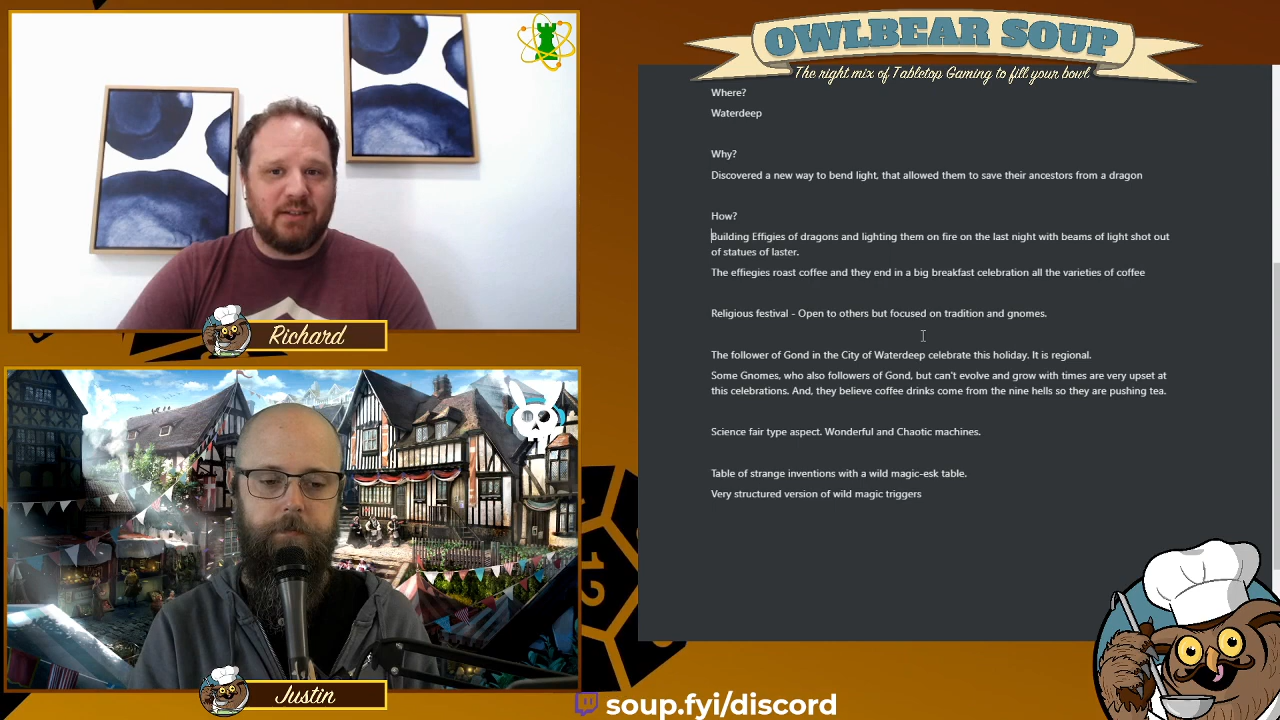 OWLBEAR SOUP
The right mix of Tabletop Gaming to fill your bowl
Where?
Waterdeep
Why?
Discovered a new way to bend light, that allowed them to save their ancestors from a dragon
How?
Building Effigies of dragons and lighting them on fire on the last night with beams of light shot out
of statues of laster.
The effiegies roast coffee and they end in a big breakfast celebration all the varieties of coffee
Religious festival - Open to others but focused on tradition and gnomes.
The follower of Gond in the City of Waterdeep celebrate this holiday. It is regional.
Some Gnomes, who also followers of Gond, but can't evolve and grow with times are very upset at
this celebrations. And, they believe coffee drinks come from the nine hells so they are pushing tea.
Science fair type aspect. Wonderful and Chaotic machines.
Table of strange inventions with a wild magic-esk table.
Very structured version of wild magic triggers
Richard
Justin
12
soup.fyi/discord